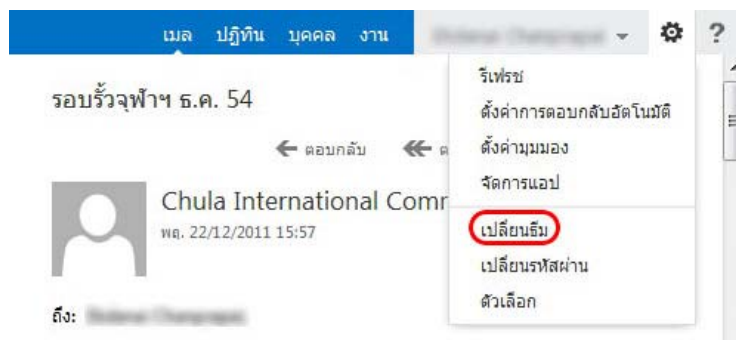 เมล ปฏิทิน บุคคล งาน ?
รีเฟรช
รอบรั้วจุฬาฯ ธ.ค. 54
ตั้งค่าการตอบกลับอัตโนมัติ
ตอบกลับ
ตั้งค่ามุมมอง
จัดการแอป
Chula International Comm
พฤ. 22/12/2011 15:57
เปลี่ยนธีม
เปลี่ยนรหัสผ่าน
ตัวเลือก
ถึง: